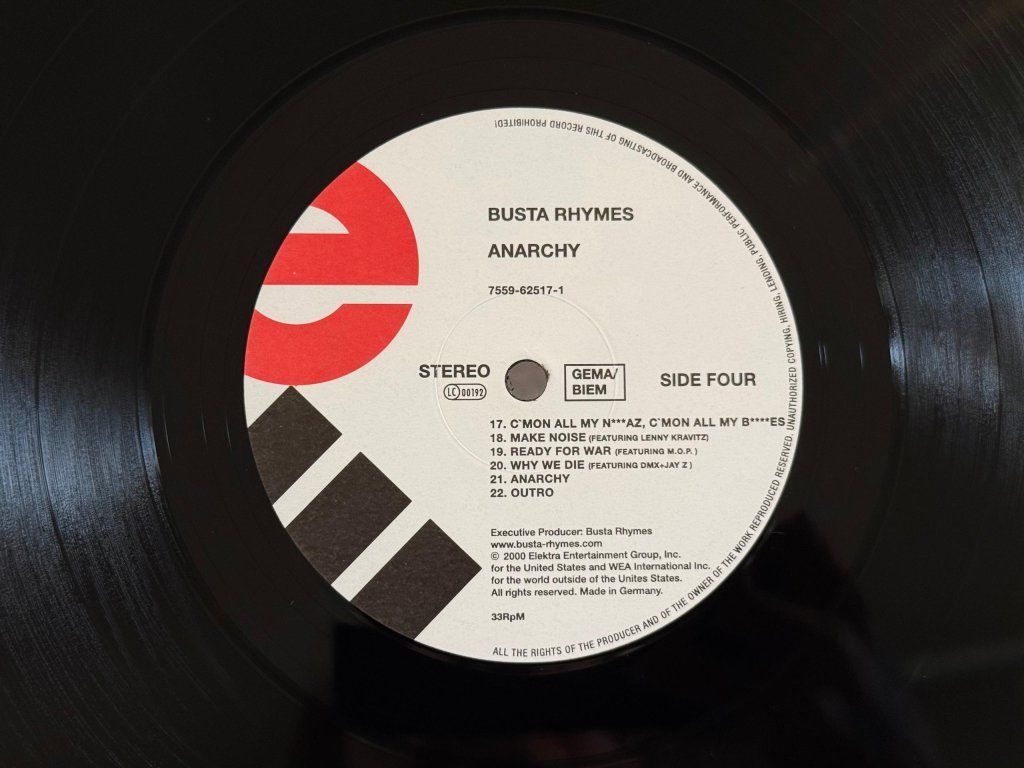 BUSTA RHYMES
ANARCHY
7559-62517-1
STEREO
LC 00192
GEMA/
BIEM
SIDE FOUR
17. C`MON ALL MY N***AZ, C`MON ALL MY B****ES
18. MAKE NOISE (FEATURING LENNY KRAVITZ)
19. READY FOR WAR (FEATURING M.O.P. )
20. WHY WE DIE (FEATURING DMX+JAY Z )
21. ANARCHY
22. OUTRO
Executive Producer: Busta Rhymes
www.busta-rhymes.com
© 2000 Elektra Entertainment Group, Inc.
for the United States and WEA International Inc.
for the world outside of the Unites States.
All rights reserved. Made in Germany.
33RpM
ALL THE RIGHTS OF THE PRODUCER AND OF THE OWNER OF THE WORK REPRODUCED RESERVED. UNAUTHORIZED COPYING, HIRING, LENDING, PUBLIC PERFORMANCE AND BROADCASTING OF THIS RECORD PROHIBITED!